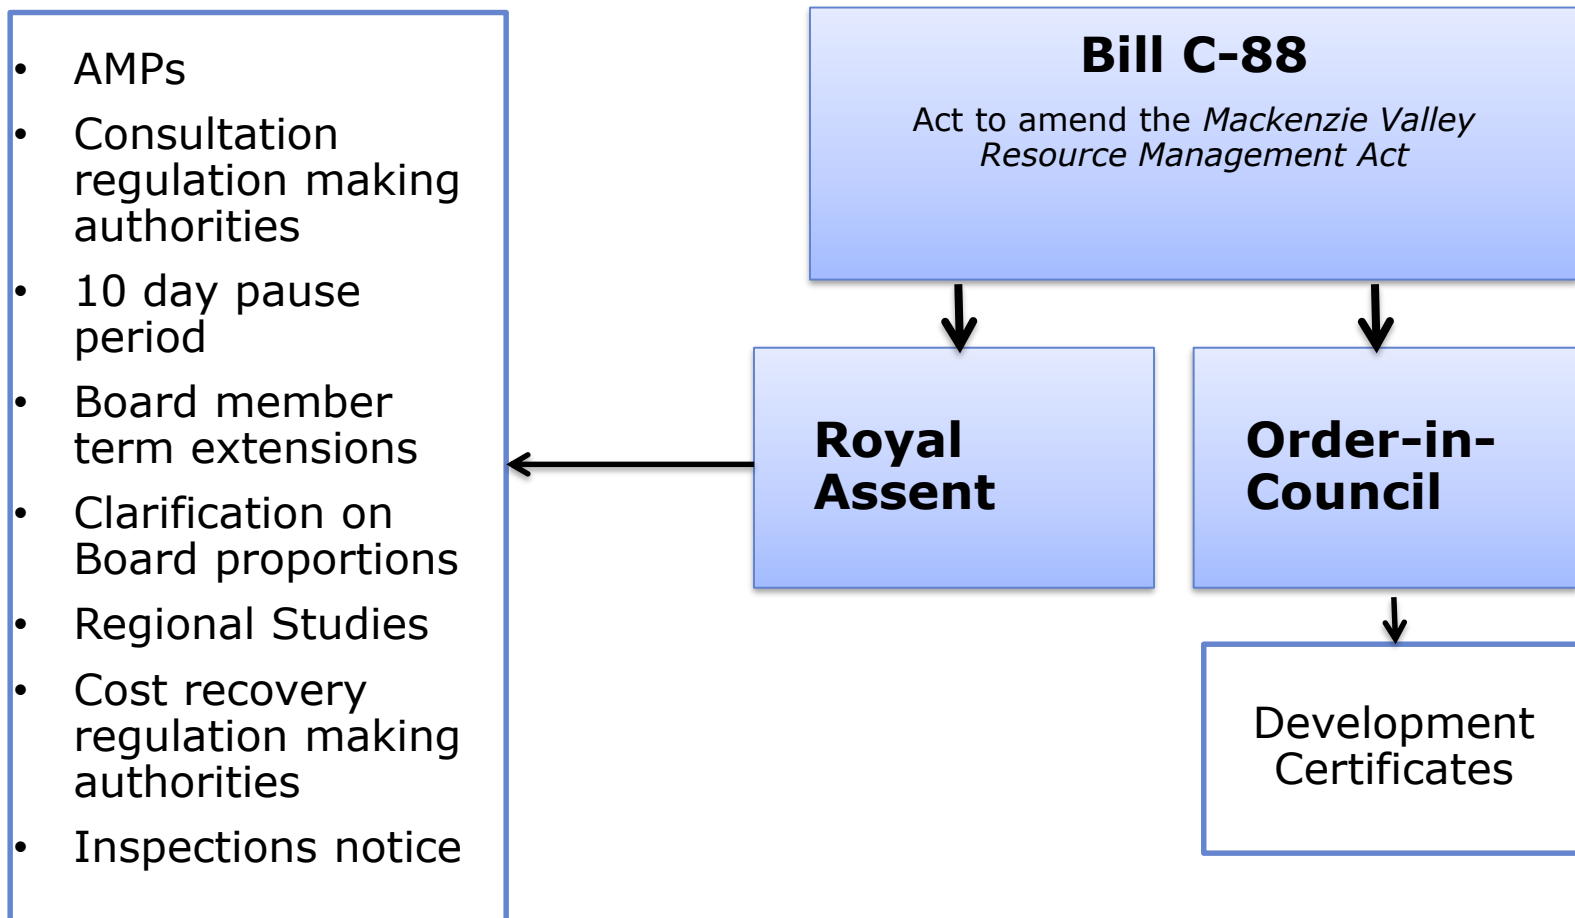 • AMPs
• Consultation
regulation making
authorities
• 10 day pause
period
• Board member
term extensions
• Clarification on
Board proportions
• Regional Studies
• Cost recovery
regulation making
authorities
• Inspections notice
Bill C-88
Act to amend the Mackenzie Valley
Resource Management Act
Royal
Assent
Order-in-
Council
Development
Certificates